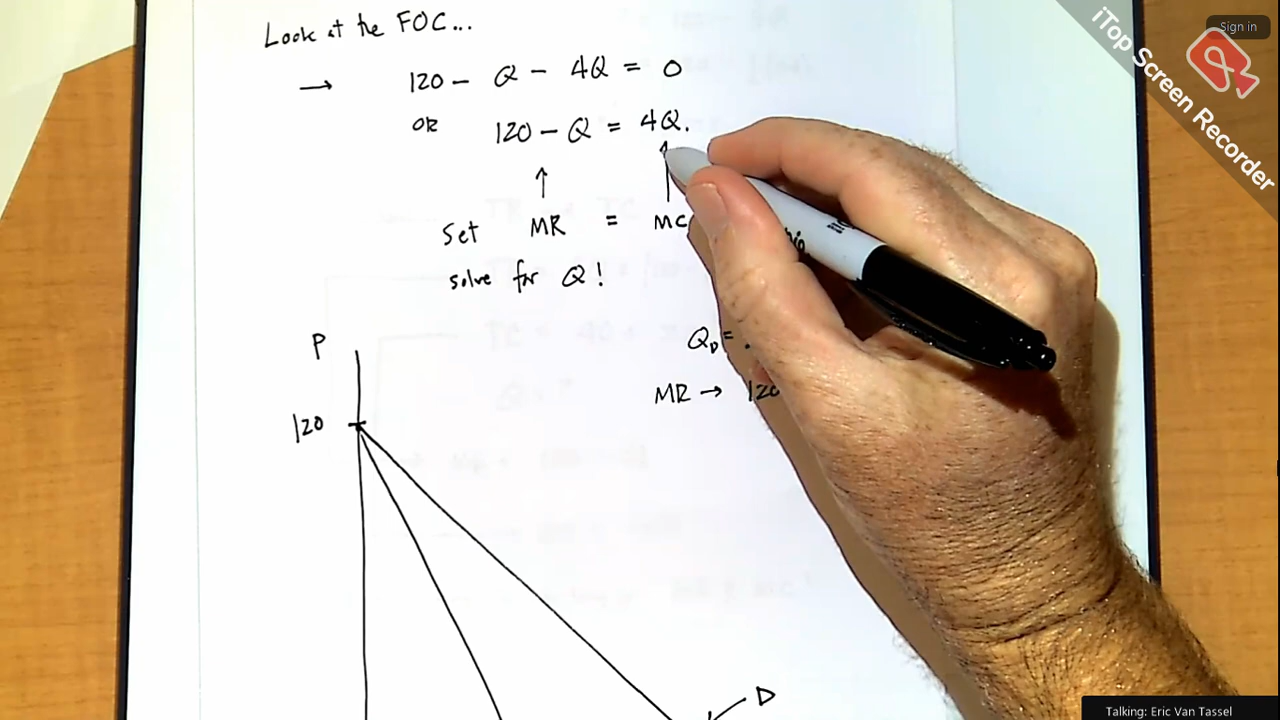 Look at the FOC...
→ 120 - Q - 4Q = 0
OR 120 - Q = 4Q.
↑ ↑
Set MR = MC
solve for Q!
P
Q_D =
MR → 120
120
D
Sign in
iTop Screen Recorder
Talking: Eric Van Tassel